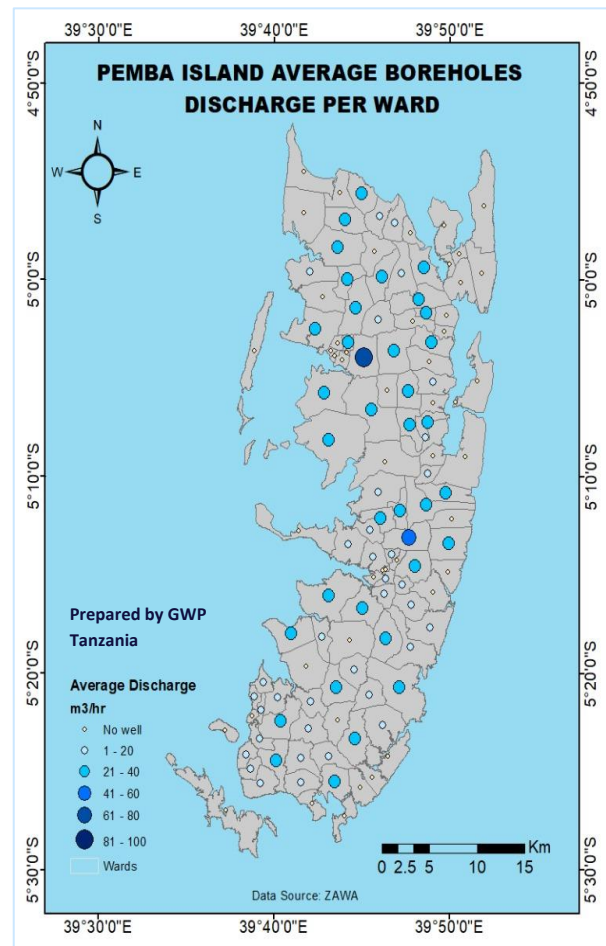 39°30'0"E 39°40'0"E 39°50'0"E
PEMBA ISLAND AVERAGE BOREHOLES
DISCHARGE PER WARD
4°50'0"S 4°50'0"S
N
W E
S
5°0'0"S 5°0'0"S
5°10'0"S 5°10'0"S
Prepared by GWP
Tanzania
5°20'0"S 5°20'0"S
Average Discharge
m3/hr
No well
1 - 20
21 - 40
41 - 60
61 - 80
81 - 100
Wards
Km
0 2.5 5 10 15
5°30'0"S 5°30'0"S
Data Source: ZAWA
39°30'0"E 39°40'0"E 39°50'0"E